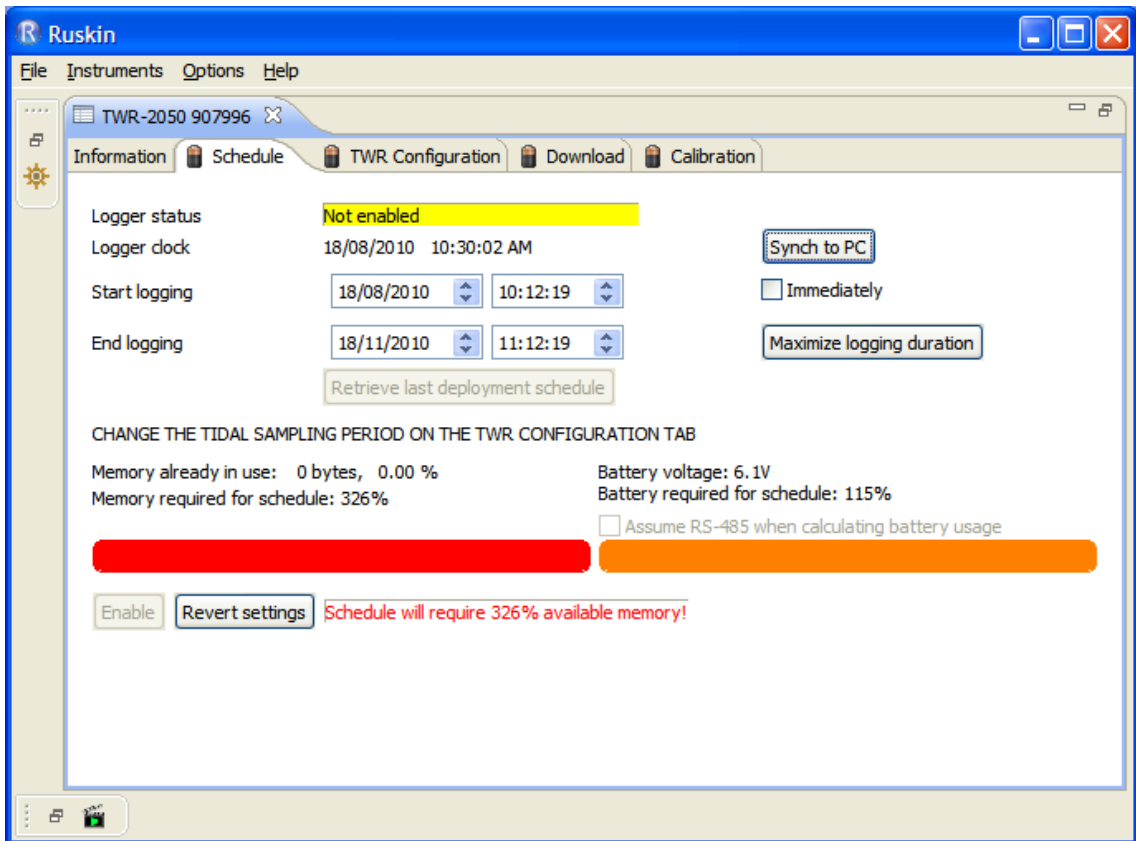 Ruskin
File Instruments Options Help
TWR-2050 907996
Information Schedule TWR Configuration Download Calibration
Logger status Not enabled
Logger clock 18/08/2010 10:30:02 AM Synch to PC
Start logging 18/08/2010 10:12:19 Immediately
End logging 18/11/2010 11:12:19 Maximize logging duration
Retrieve last deployment schedule
CHANGE THE TIDAL SAMPLING PERIOD ON THE TWR CONFIGURATION TAB
Memory already in use: 0 bytes, 0.00 % Battery voltage: 6.1V
Memory required for schedule: 326% Battery required for schedule: 115%
Assume RS-485 when calculating battery usage
Enable Revert settings Schedule will require 326% available memory!